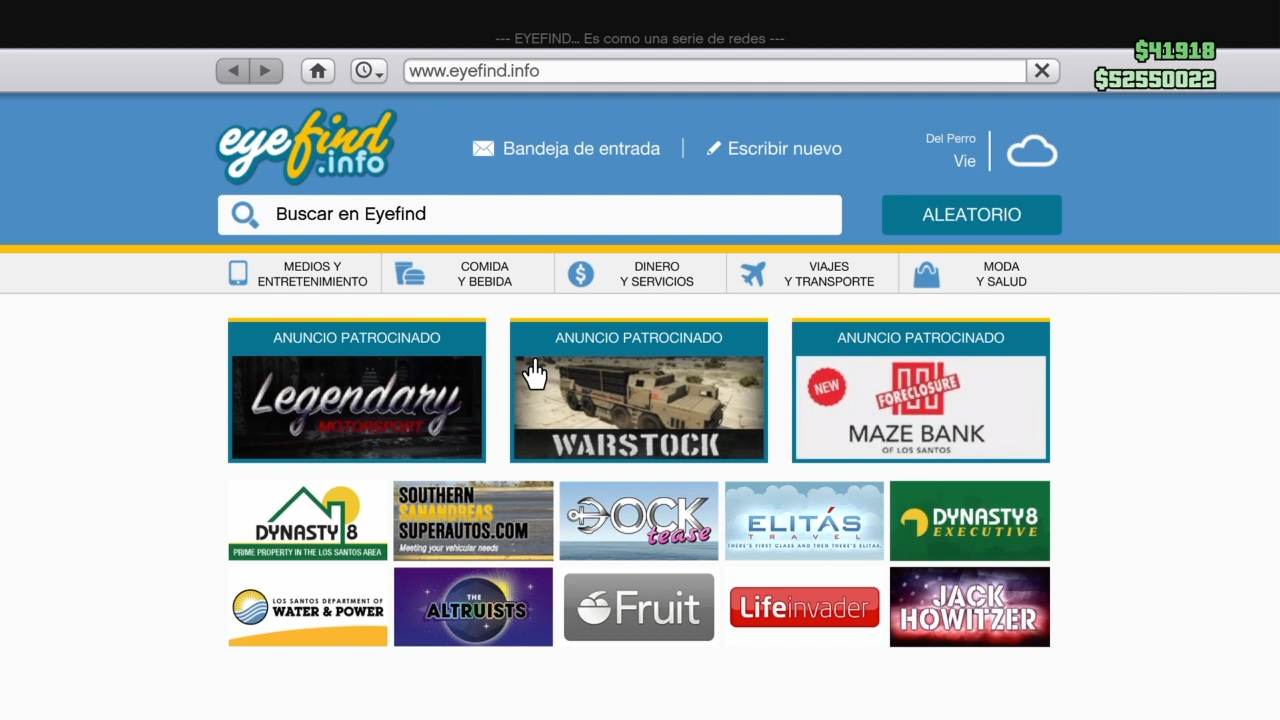 --- EYEFIND... Es como una serie de redes ---
$41918
www.eyefind.info
$52550022
eyefind
.info
Bandeja de entrada
Escribir nuevo
Del Perro
Vie
Buscar en Eyefind
ALEATORIO
MEDIOS Y
ENTRETENIMIENTO
COMIDA
Y BEBIDA
DINERO
Y SERVICIOS
VIAJES
Y TRANSPORTE
MODA
Y SALUD
ANUNCIO PATROCINADO
Legendary
MOTORSPORT
ANUNCIO PATROCINADO
WARSTOCK
ANUNCIO PATROCINADO
NEW
FORECLOSURE
MAZE BANK
OF LOS SANTOS
DYNASTY 8
PRIME PROPERTY IN THE LOS SANTOS AREA
SOUTHERN
SANANDREAS
SUPERAUTOS.COM
Meeting your vehicular needs
DOCK
tease
ELITÁS
TRAVEL
THERE'S FIRST CLASS AND THEN THERE'S ELITAS.
DYNASTY 8
EXECUTIVE
LOS SANTOS DEPARTMENT OF
WATER & POWER
THE
ALTRUISTS
Fruit
Lifeinvader
JACK
HOWITZER